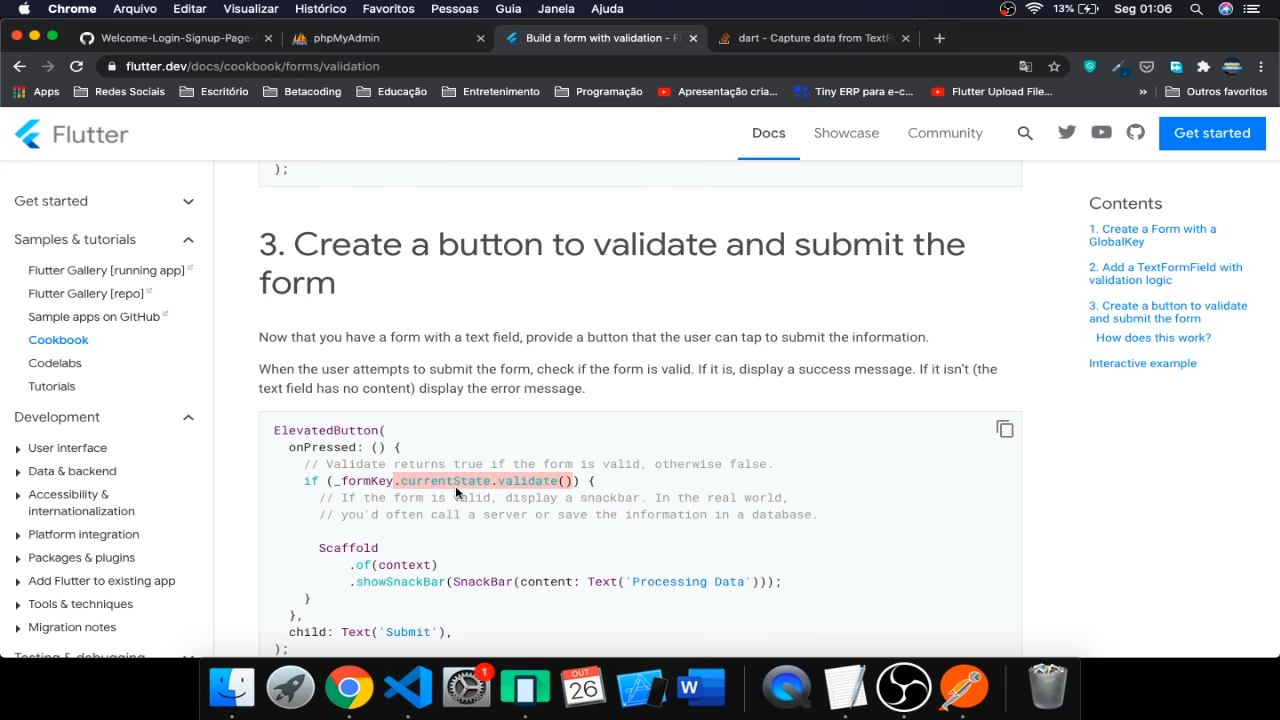 Chrome Arquivo Editar Visualizar Histórico Favoritos Pessoas Guia Janela Ajuda 13% Seg 01:06
Welcome-Login-Signup-Page- phpMyAdmin Build a form with validation - F dart - Capture data from TextF
flutter.dev/docs/cookbook/forms/validation
Apps Redes Sociais Escritório Betacoding Educação Entretenimento Programação Apresentação cria... Tiny ERP para e-c... Flutter Upload File... » Outros favoritos
Flutter Docs Showcase Community Get started
Get started
Samples & tutorials
Flutter Gallery [running app]
Flutter Gallery [repo]
Sample apps on GitHub
Cookbook
Codelabs
Tutorials
Development
User interface
Data & backend
Accessibility &
internationalization
Platform integration
Packages & plugins
Add Flutter to existing app
Tools & techniques
Migration notes
Testing & debugging
);
3. Create a button to validate and submit the
form
Now that you have a form with a text field, provide a button that the user can tap to submit the information.
When the user attempts to submit the form, check if the form is valid. If it is, display a success message. If it isn't (the
text field has no content) display the error message.
ElevatedButton(
onPressed: () {
// Validate returns true if the form is valid, otherwise false.
if (_formKey.currentState.validate()) {
// If the form is valid, display a snackbar. In the real world,
// you'd often call a server or save the information in a database.
Scaffold
.of(context)
.showSnackBar(SnackBar(content: Text('Processing Data')));
}
},
child: Text('Submit'),
);
Contents
1. Create a Form with a
GlobalKey
2. Add a TextFormField with
validation logic
3. Create a button to validate
and submit the form
How does this work?
Interactive example
1
OUT
26
W